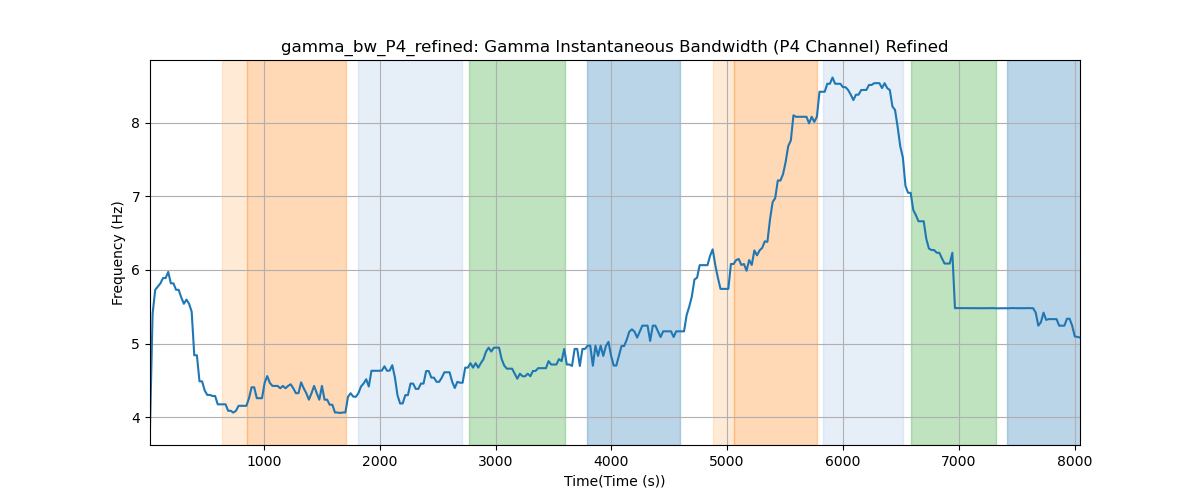 gamma_bw_P4_refined: Gamma Instantaneous Bandwidth (P4 Channel) Refined
Frequency (Hz)
8
7
6
5
4
1000 2000 3000 4000 5000 6000 7000 8000
Time(Time (s))